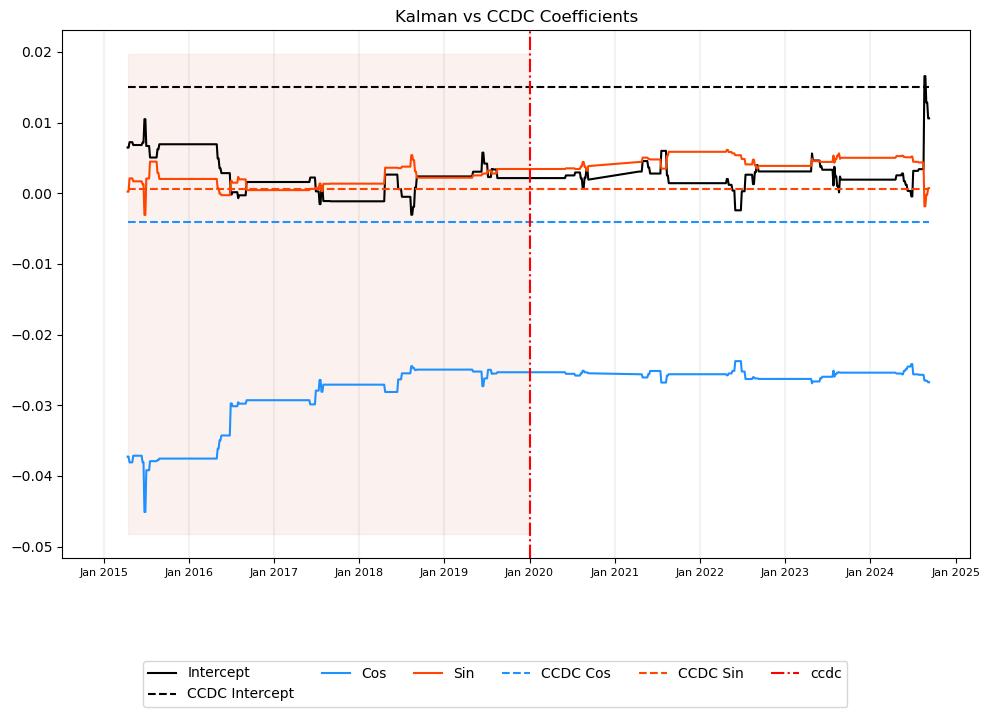 Kalman vs CCDC Coefficients
0.02
0.01
0.00
−0.01
−0.02
−0.03
−0.04
−0.05
Jan 2015 Jan 2016 Jan 2017 Jan 2018 Jan 2019 Jan 2020 Jan 2021 Jan 2022 Jan 2023 Jan 2024 Jan 2025
Intercept Cos Sin CCDC Cos CCDC Sin ccdc
CCDC Intercept